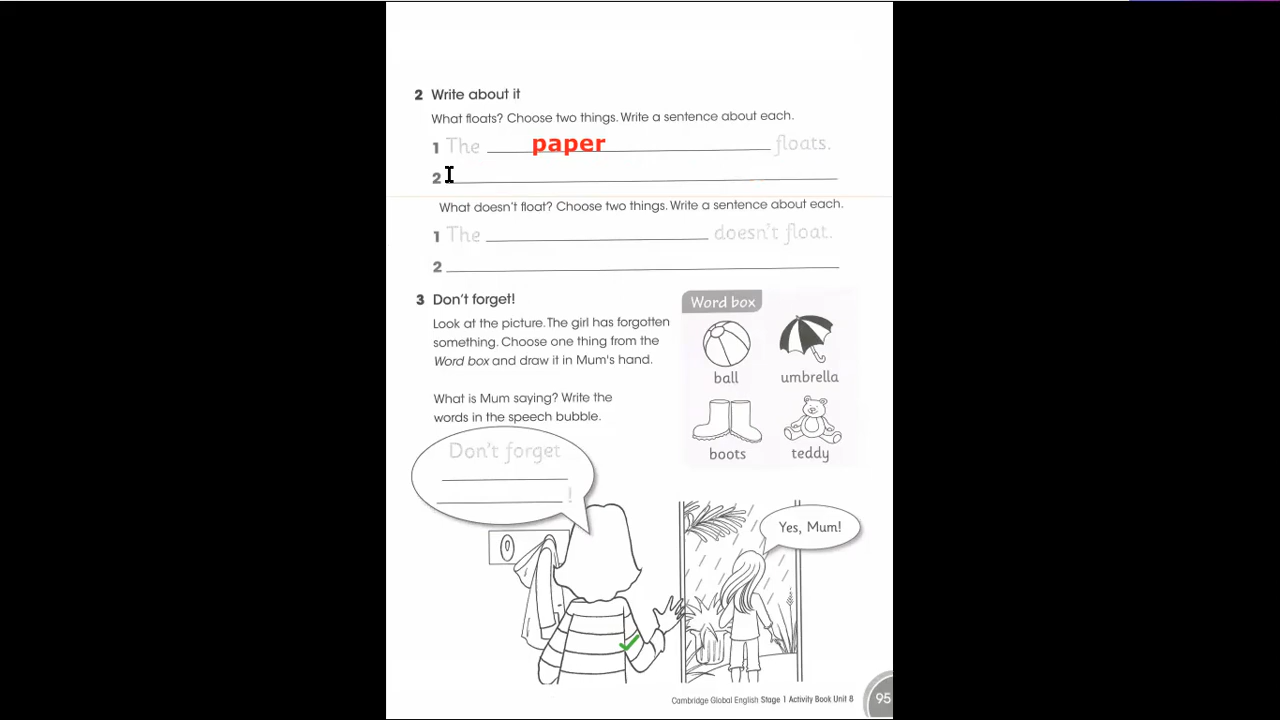 2 Write about it
What floats? Choose two things. Write a sentence about each.
1 The paper floats.
2
What doesn't float? Choose two things. Write a sentence about each.
1 The doesn't float.
2
3 Don't forget!
Look at the picture. The girl has forgotten
something. Choose one thing from the
Word box and draw it in Mum's hand.
What is Mum saying? Write the
words in the speech bubble.
Word box
ball umbrella
boots teddy
Don't forget
!
Yes, Mum!
Cambridge Global English Stage 1 Activity Book Unit 8
95